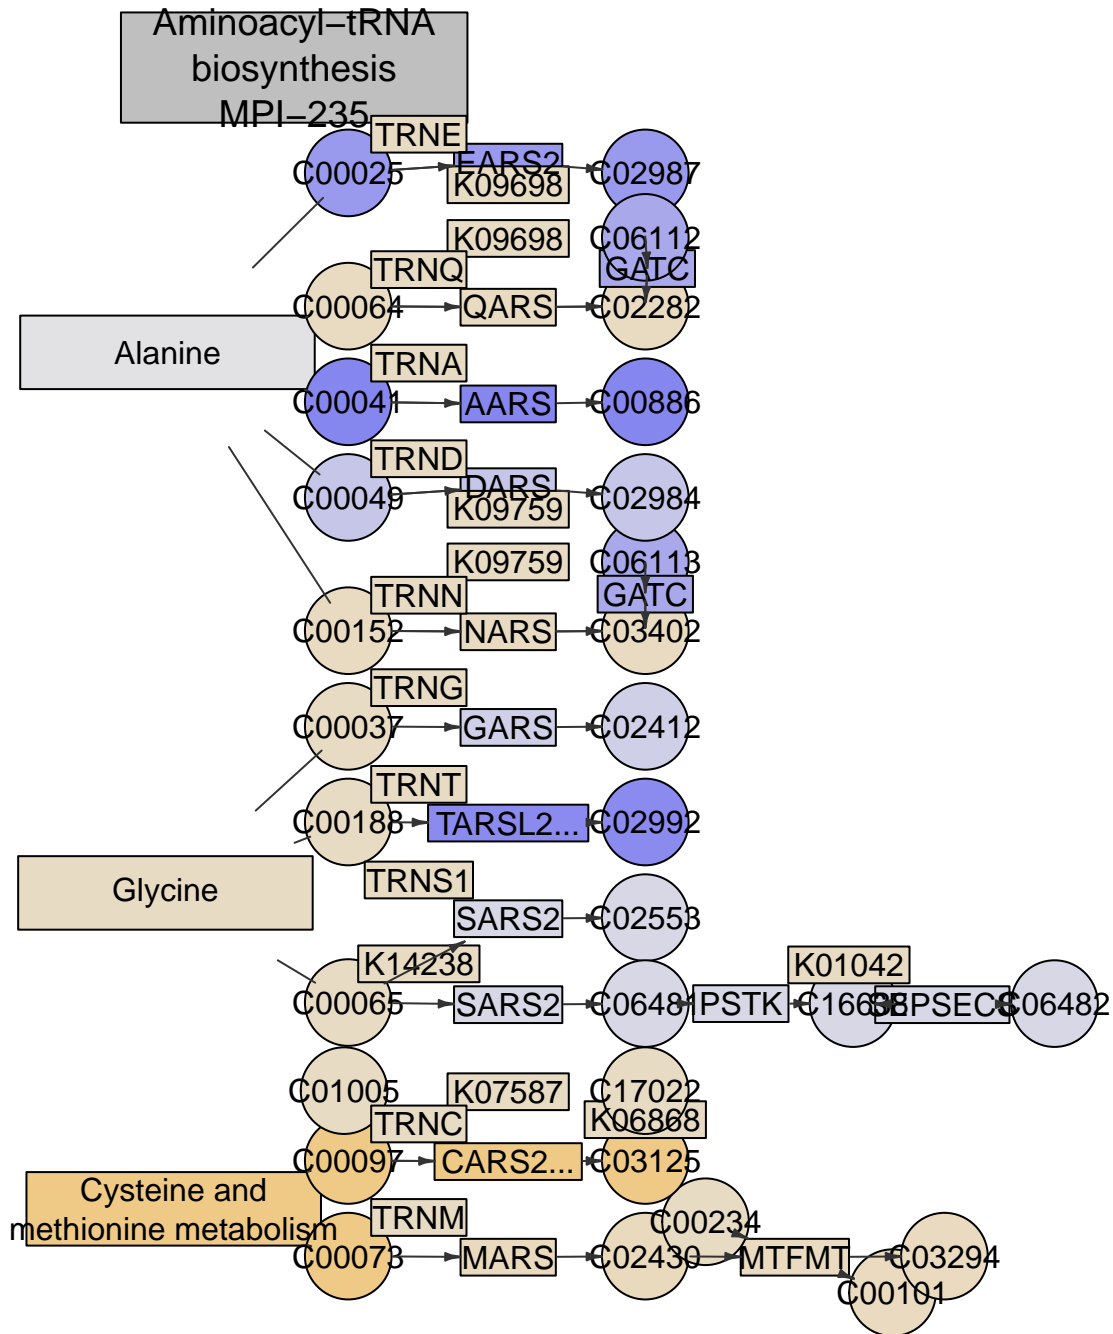 Aminoacyl−tRNA
biosynthesis
MPI−235
TRNE
C00025
EARS2
C02987
K09698
K09698
C06112
TRNQ
GATC
C00064
QARS
C02282
Alanine
TRNA
C00041
AARS
C00886
TRND
DARS
C00049
C02984
K09759
K09759
C06113
TRNN
GATC
C00152
NARS
C03402
TRNG
C00037
GARS
C02412
TRNT
C00188
TARSL2...
C02992
Glycine
TRNS1
SARS2
C02553
K14238
K01042
C00065
SARS2
C06481
PSTK
SEPSECS
C06482
C01005
K07587
C17022
TRNC
K06868
C00097
CARS2...
C03125
Cysteine and
methionine metabolism
TRNM
C00234
C00073
MARS
C02430
MTFMT
C03294
C00101